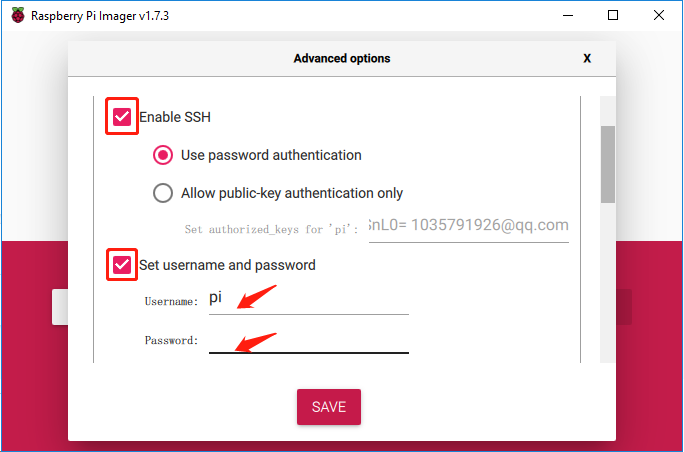 Raspberry Pi Imager v1.7.3
Advanced options
X
Enable SSH
Use password authentication
Allow public-key authentication only
Set authorized_keys for 'pi': nL0= 1035791926@qq.com
Set username and password
Username: pi
Password:
SAVE